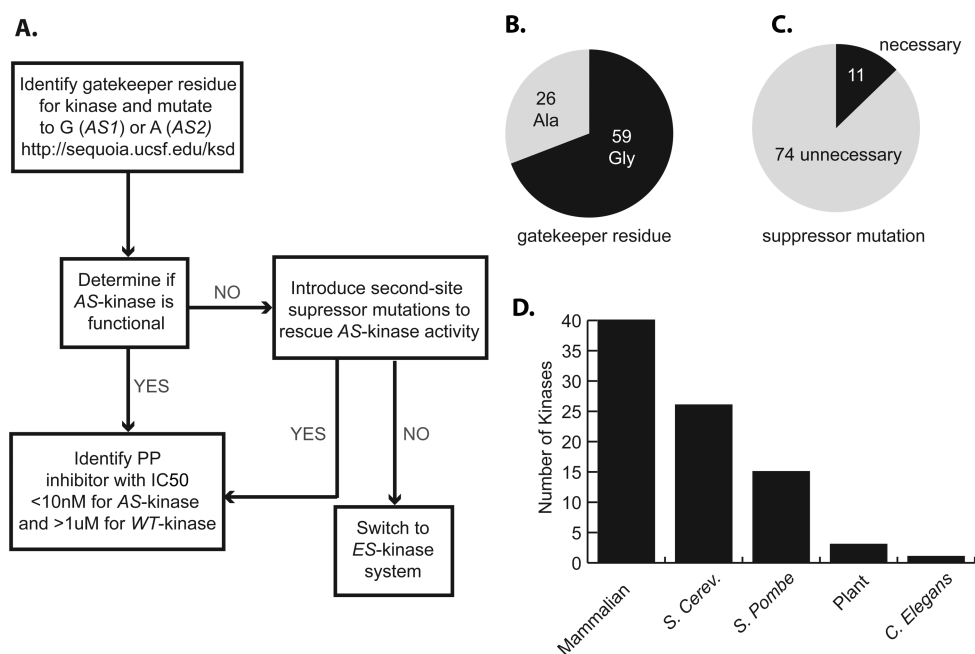 A.
Identify gatekeeper residue
for kinase and mutate
to G (AS1) or A (AS2)
http://sequoia.ucsf.edu/ksd
Determine if
AS-kinase is
functional
NO
Introduce second-site
supressor mutations to
rescue AS-kinase activity
YES
YES
NO
Identify PP
inhibitor with IC50
<10nM for AS-kinase
and >1uM for WT-kinase
Switch to
ES-kinase
system
B.
26
Ala
59
Gly
gatekeeper residue
C.
necessary
11
74 unnecessary
suppressor mutation
D.
Number of Kinases
40
35
30
25
20
15
10
5
0
Mammalian
S. Cerev.
S. Pombe
Plant
C. Elegans